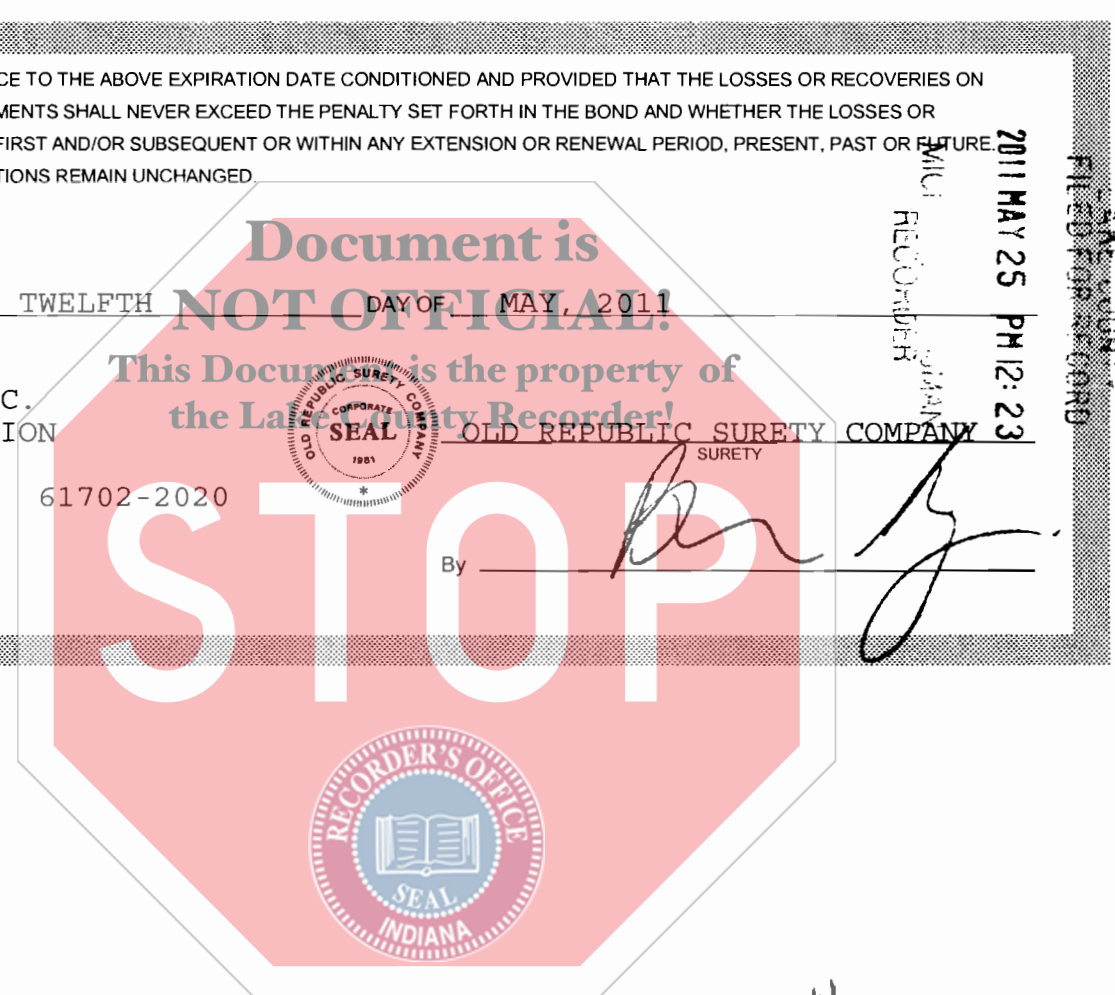 CE TO THE ABOVE EXPIRATION DATE CONDITIONED AND PROVIDED THAT THE LOSSES OR RECOVERIES ON
MENTS SHALL NEVER EXCEED THE PENALTY SET FORTH IN THE BOND AND WHETHER THE LOSSES OR
FIRST AND/OR SUBSEQUENT OR WITHIN ANY EXTENSION OR RENEWAL PERIOD, PRESENT, PAST OR FUTURE.
TIONS REMAIN UNCHANGED.
Document is
NOT OFFICIAL!
This Document is the property of
the Lake County Recorder!
TWELFTH DAY OF MAY, 2011
C.
ION
61702-2020
OLD REPUBLIC SURETY COMPANY
CORPORATE
SEAL
1981
*
OLD REPUBLIC SURETY COMPANY
SURETY
By
FILED FOR RECORD
2011 MAY 25 PM 12:23
RECORDER
STOP
RECORDER'S OFFICE
SEAL
INDIANA